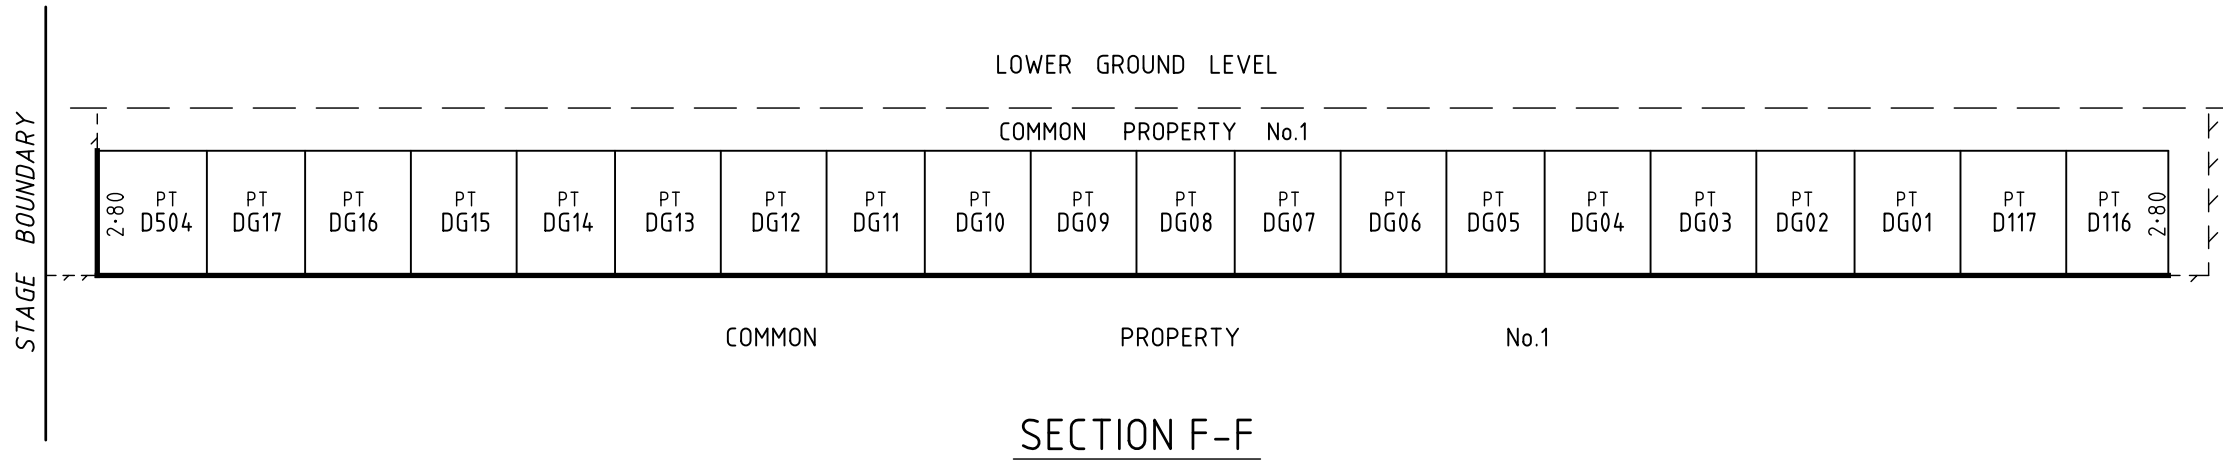 LOWER GROUND LEVEL
COMMON PROPERTY No.1
STAGE BOUNDARY
2·80
PT
D504
PT
DG17
PT
DG16
PT
DG15
PT
DG14
PT
DG13
PT
DG12
PT
DG11
PT
DG10
PT
DG09
PT
DG08
PT
DG07
PT
DG06
PT
DG05
PT
DG04
PT
DG03
PT
DG02
PT
DG01
PT
D117
PT
D116
2·80
COMMON PROPERTY No.1
SECTION F-F